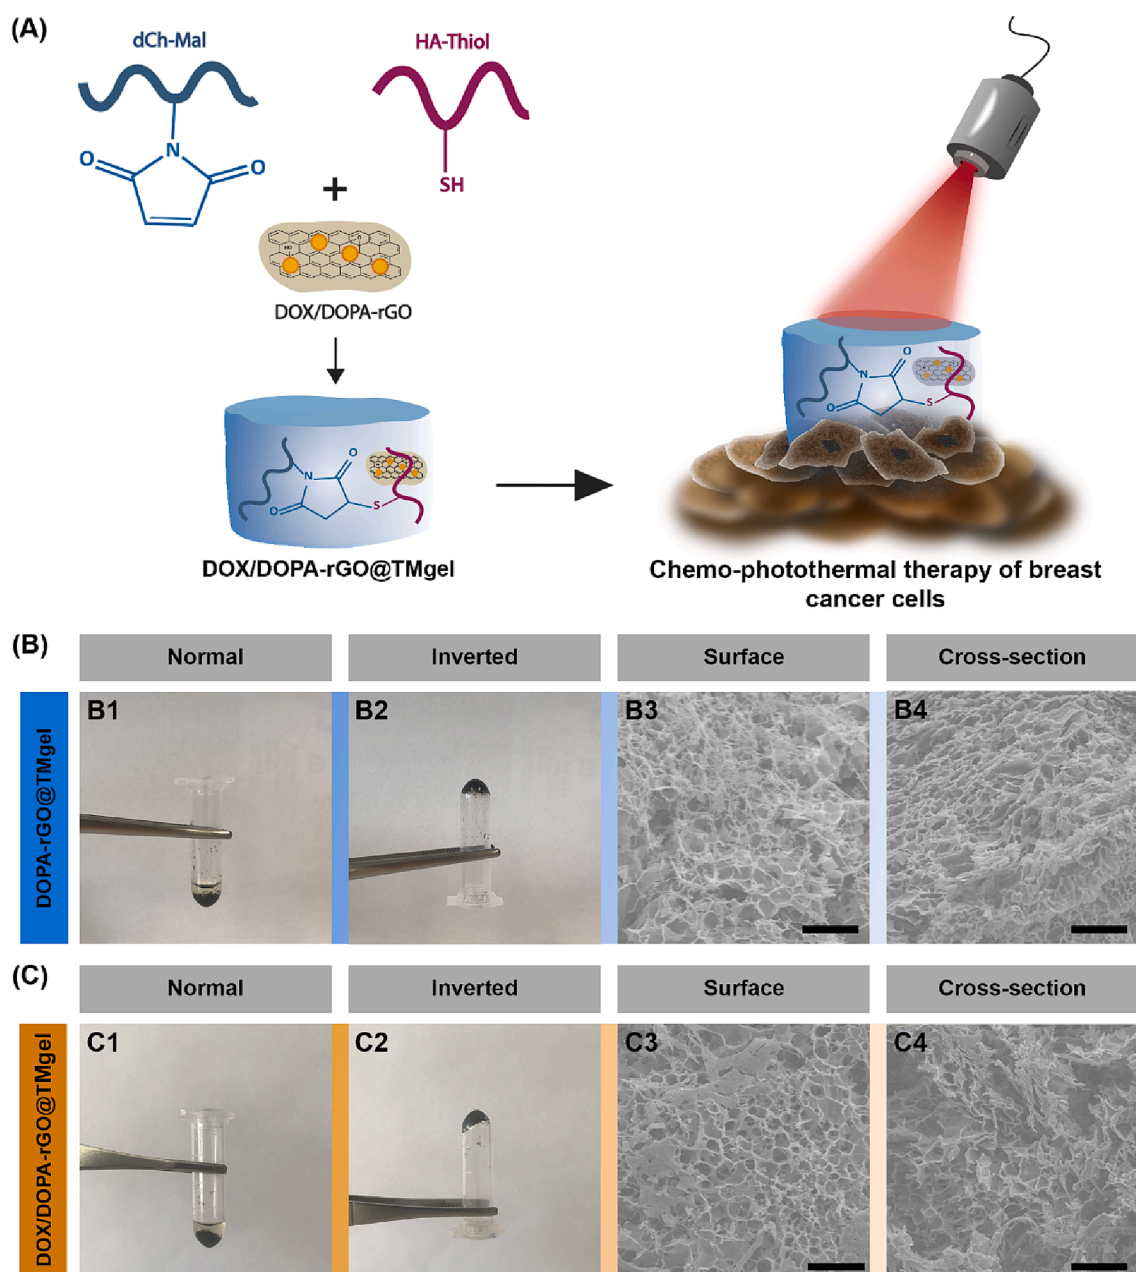 (A)
dCh-Mal
HA-Thiol
O
N
O
SH
+
HO
O
DOX/DOPA-rGO
O
N
O
S
DOX/DOPA-rGO@TMgel
O
N
O
S
Chemo-photothermal therapy of breast
cancer cells
(B)
Normal
Inverted
Surface
Cross-section
DOPA-rGO@TMgel
B1
B2
B3
B4
(C)
Normal
Inverted
Surface
Cross-section
DOX/DOPA-rGO@TMgel
C1
C2
C3
C4